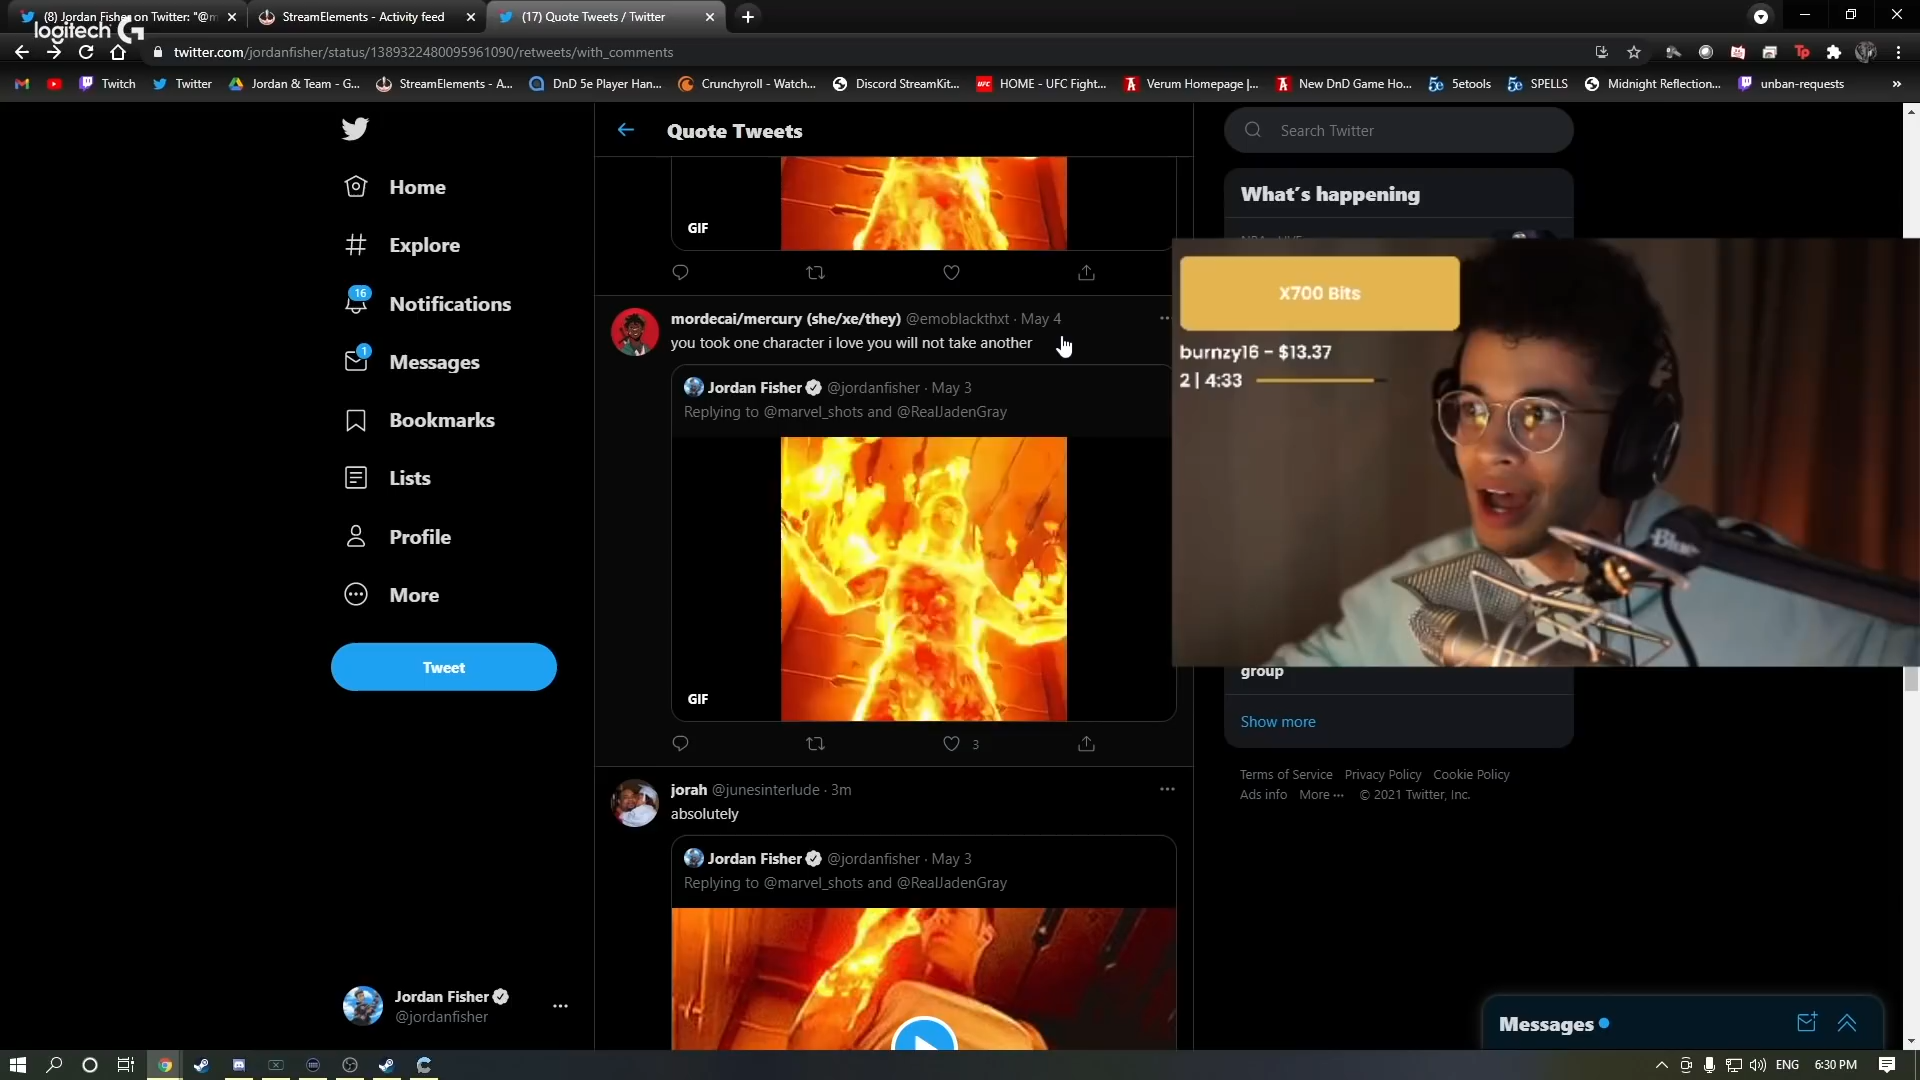 (8) Jordan Fisher on Twitter: "@m
StreamElements - Activity feed
(17) Quote Tweets / Twitter
logitech G
twitter.com/jordanfisher/status/1389322480095961090/retweets/with_comments
Twitch
Twitter
Jordan & Team - G...
StreamElements - A...
DnD 5e Player Han...
Crunchyroll - Watch...
Discord StreamKit...
UFC
HOME - UFC Fight...
Verum Homepage |...
New DnD Game Ho...
5e
5etools
5e
SPELLS
Midnight Reflection...
unban-requests
»
Home
Explore
16
Notifications
1
Messages
Bookmarks
Lists
Profile
More
Tweet
Jordan Fisher
@jordanfisher
Quote Tweets
GIF
mordecai/mercury (she/xe/they) @emoblackthxt · May 4
you took one character i love you will not take another
Jordan Fisher @jordanfisher · May 3
Replying to @marvel_shots and @RealJadenGray
GIF
3
jorah @junesinterlude · 3m
absolutely
Jordan Fisher @jordanfisher · May 3
Replying to @marvel_shots and @RealJadenGray
Search Twitter
What's happening
X700 Bits
burnzy16 - $13.37
2 | 4:33
Blue
group
Show more
Terms of Service Privacy Policy Cookie Policy
Ads info More ··· © 2021 Twitter, Inc.
Messages
ENG
6:30 PM